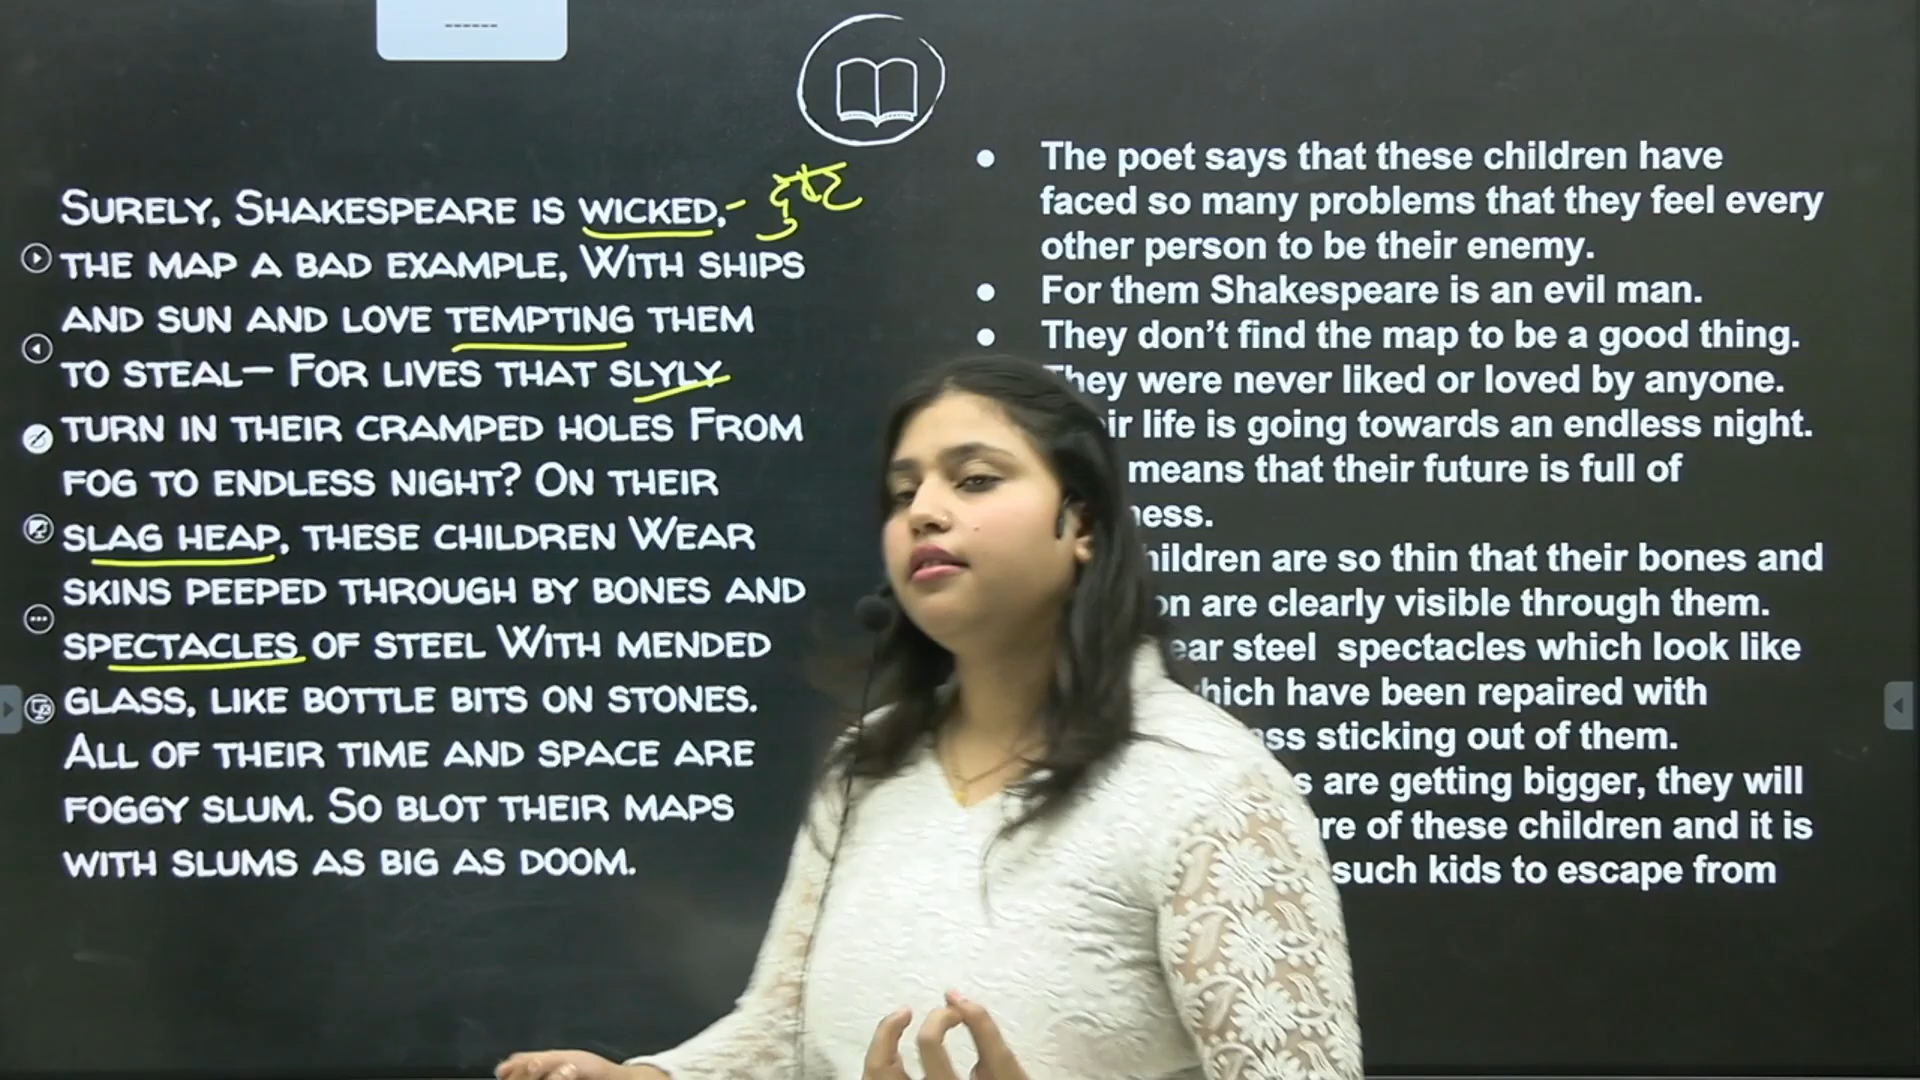 ------
SURELY, SHAKESPEARE IS WICKED,-
THE MAP A BAD EXAMPLE, WITH SHIPS
AND SUN AND LOVE TEMPTING THEM
TO STEAL— FOR LIVES THAT SLYLY
TURN IN THEIR CRAMPED HOLES FROM
FOG TO ENDLESS NIGHT? ON THEIR
SLAG HEAP, THESE CHILDREN WEAR
SKINS PEEPED THROUGH BY BONES AND
SPECTACLES OF STEEL WITH MENDED
GLASS, LIKE BOTTLE BITS ON STONES.
ALL OF THEIR TIME AND SPACE ARE
FOGGY SLUM. SO BLOT THEIR MAPS
WITH SLUMS AS BIG AS DOOM.
• The poet says that these children have
faced so many problems that they feel every
other person to be their enemy.
• For them Shakespeare is an evil man.
• They don't find the map to be a good thing.
They were never liked or loved by anyone.
life is going towards an endless night.
means that their future is full of
are so thin that their bones and
are clearly visible through them.
steel spectacles which look like
which have been repaired with
sticking out of them.
are getting bigger, they will
of these children and it is
such kids to escape from